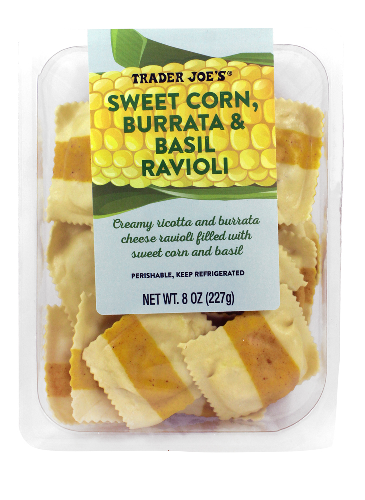 TRADER JOE'S®
SWEET CORN,
BURRATA &
BASIL
RAVIOLI
Creamy ricotta and burrata
cheese ravioli filled with
sweet corn and basil
PERISHABLE, KEEP REFRIGERATED
NET WT. 8 OZ (227g)